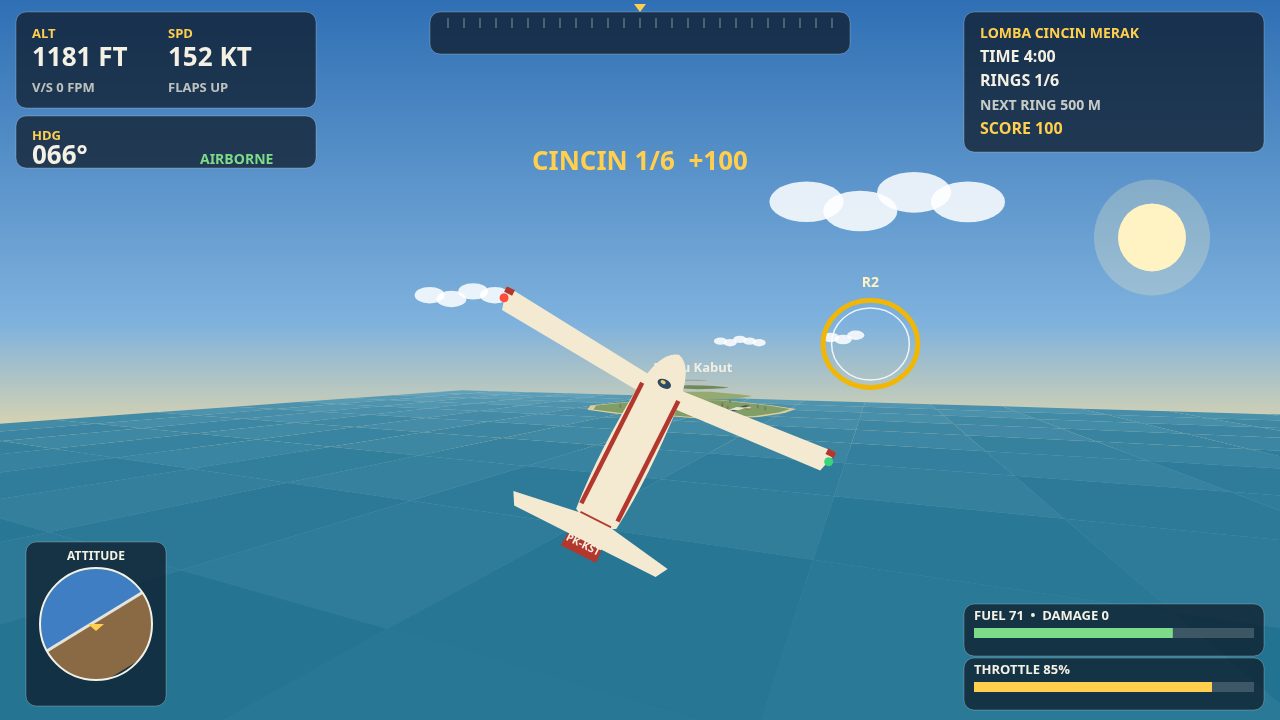 ALT
1181 FT
V/S 0 FPM
SPD
152 KT
FLAPS UP
HDG
066°
AIRBORNE
LOMBA CINCIN MERAK
TIME 4:00
RINGS 1/6
NEXT RING 500 M
SCORE 100
CINCIN 1/6 +100
R2
Kabut
PK-KST
ATTITUDE
FUEL 71 • DAMAGE 0
THROTTLE 85%